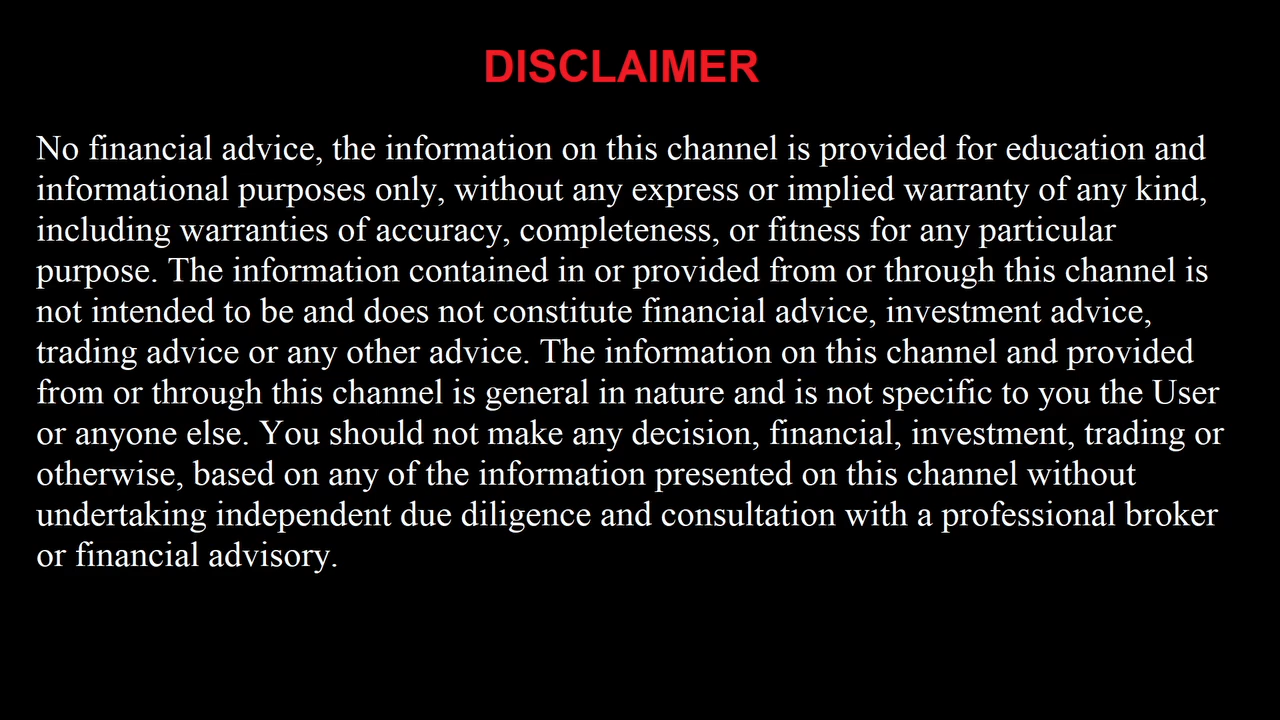 DISCLAIMER
No financial advice, the information on this channel is provided for education and
informational purposes only, without any express or implied warranty of any kind,
including warranties of accuracy, completeness, or fitness for any particular
purpose. The information contained in or provided from or through this channel is
not intended to be and does not constitute financial advice, investment advice,
trading advice or any other advice. The information on this channel and provided
from or through this channel is general in nature and is not specific to you the User
or anyone else. You should not make any decision, financial, investment, trading or
otherwise, based on any of the information presented on this channel without
undertaking independent due diligence and consultation with a professional broker
or financial advisory.